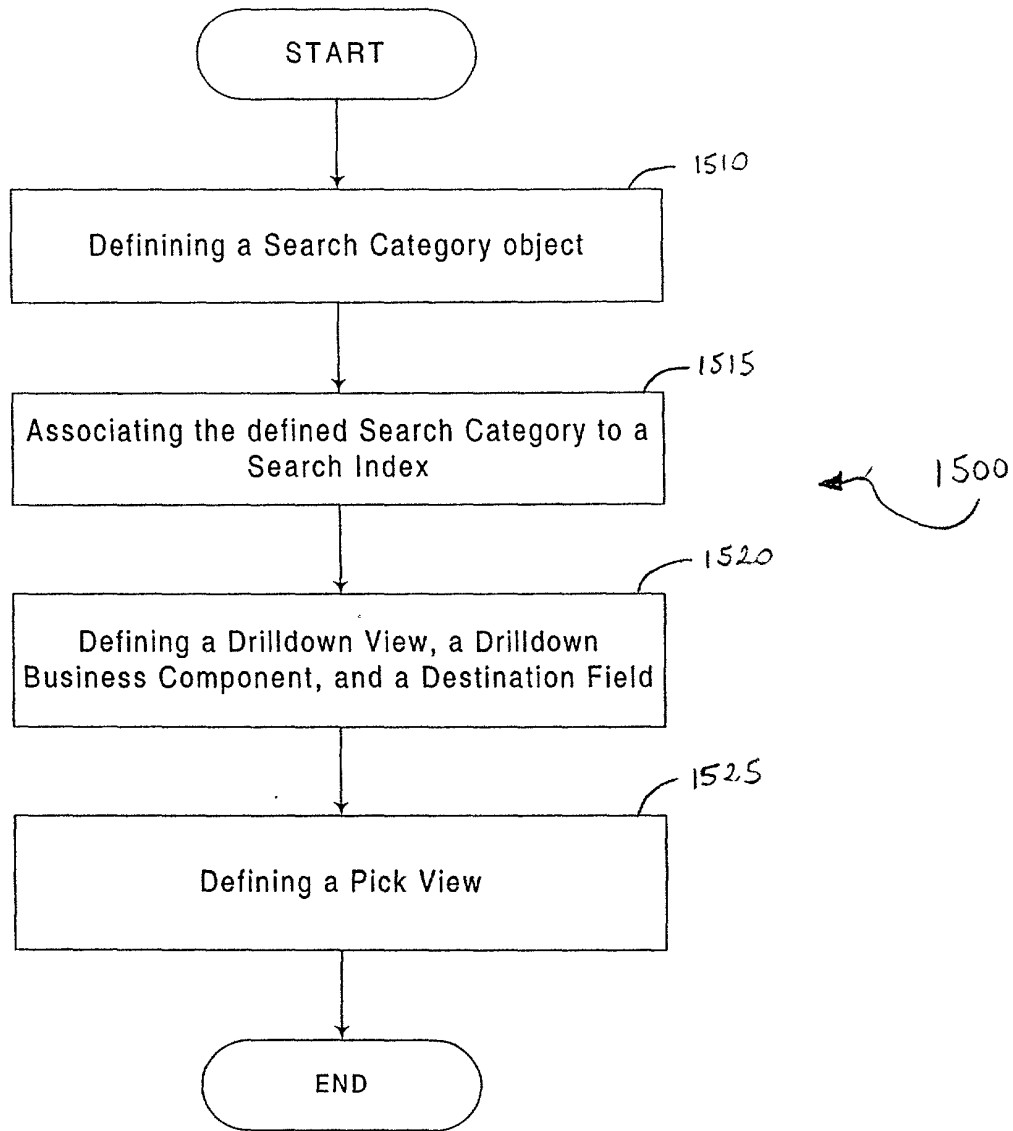 START
1510
Definining a Search Category object
1515
Associating the defined Search Category to a
Search Index
1500
1520
Defining a Drilldown View, a Drilldown
Business Component, and a Destination Field
1525
Defining a Pick View
END